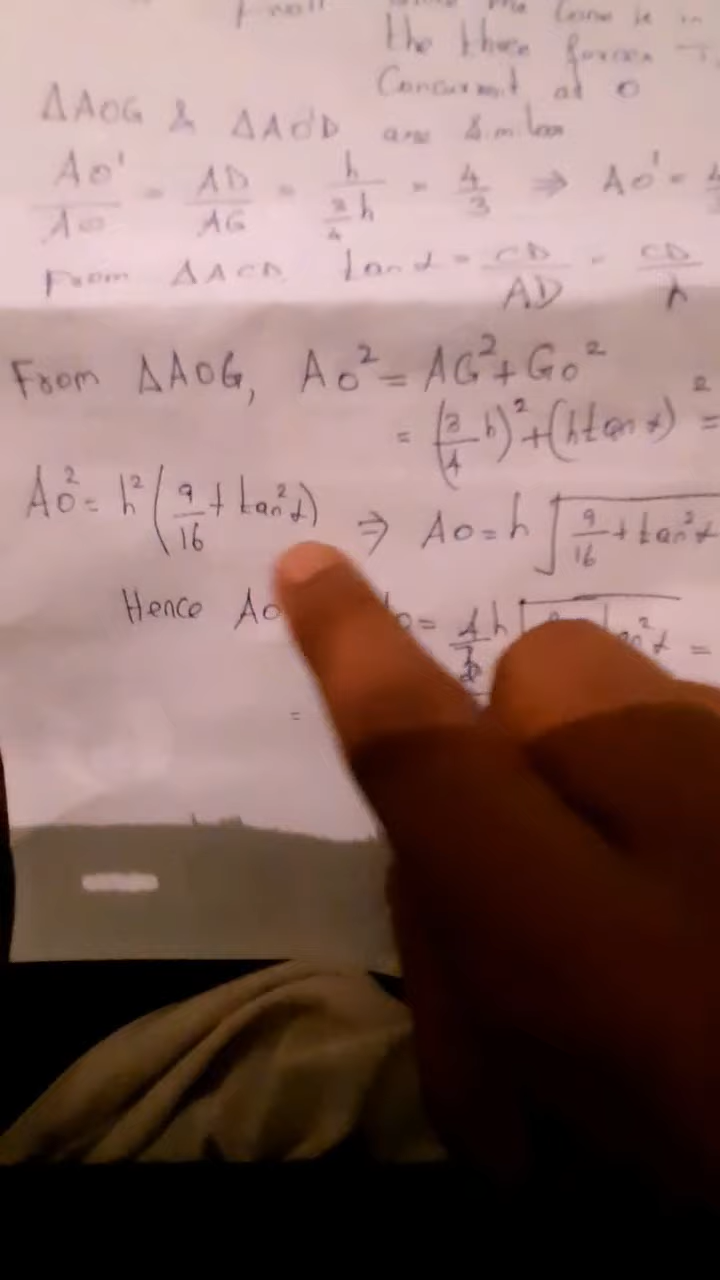 the three forces
Concurrent at O
ΔAOG & ΔAO'D are similar
AO'/AO = AD/AG = h/(3/4 h) = 4/3 ⇒ AO' =
From ΔACD, tan α = CD/AD = CD/h
From ΔAOG, AO² = AG² + GO²
= (3/4 h)² + (h tan α)² =
AO² = h² (9/16 + tan² α) ⇒ AO = h √(9/16 + tan² α
Hence AO
=